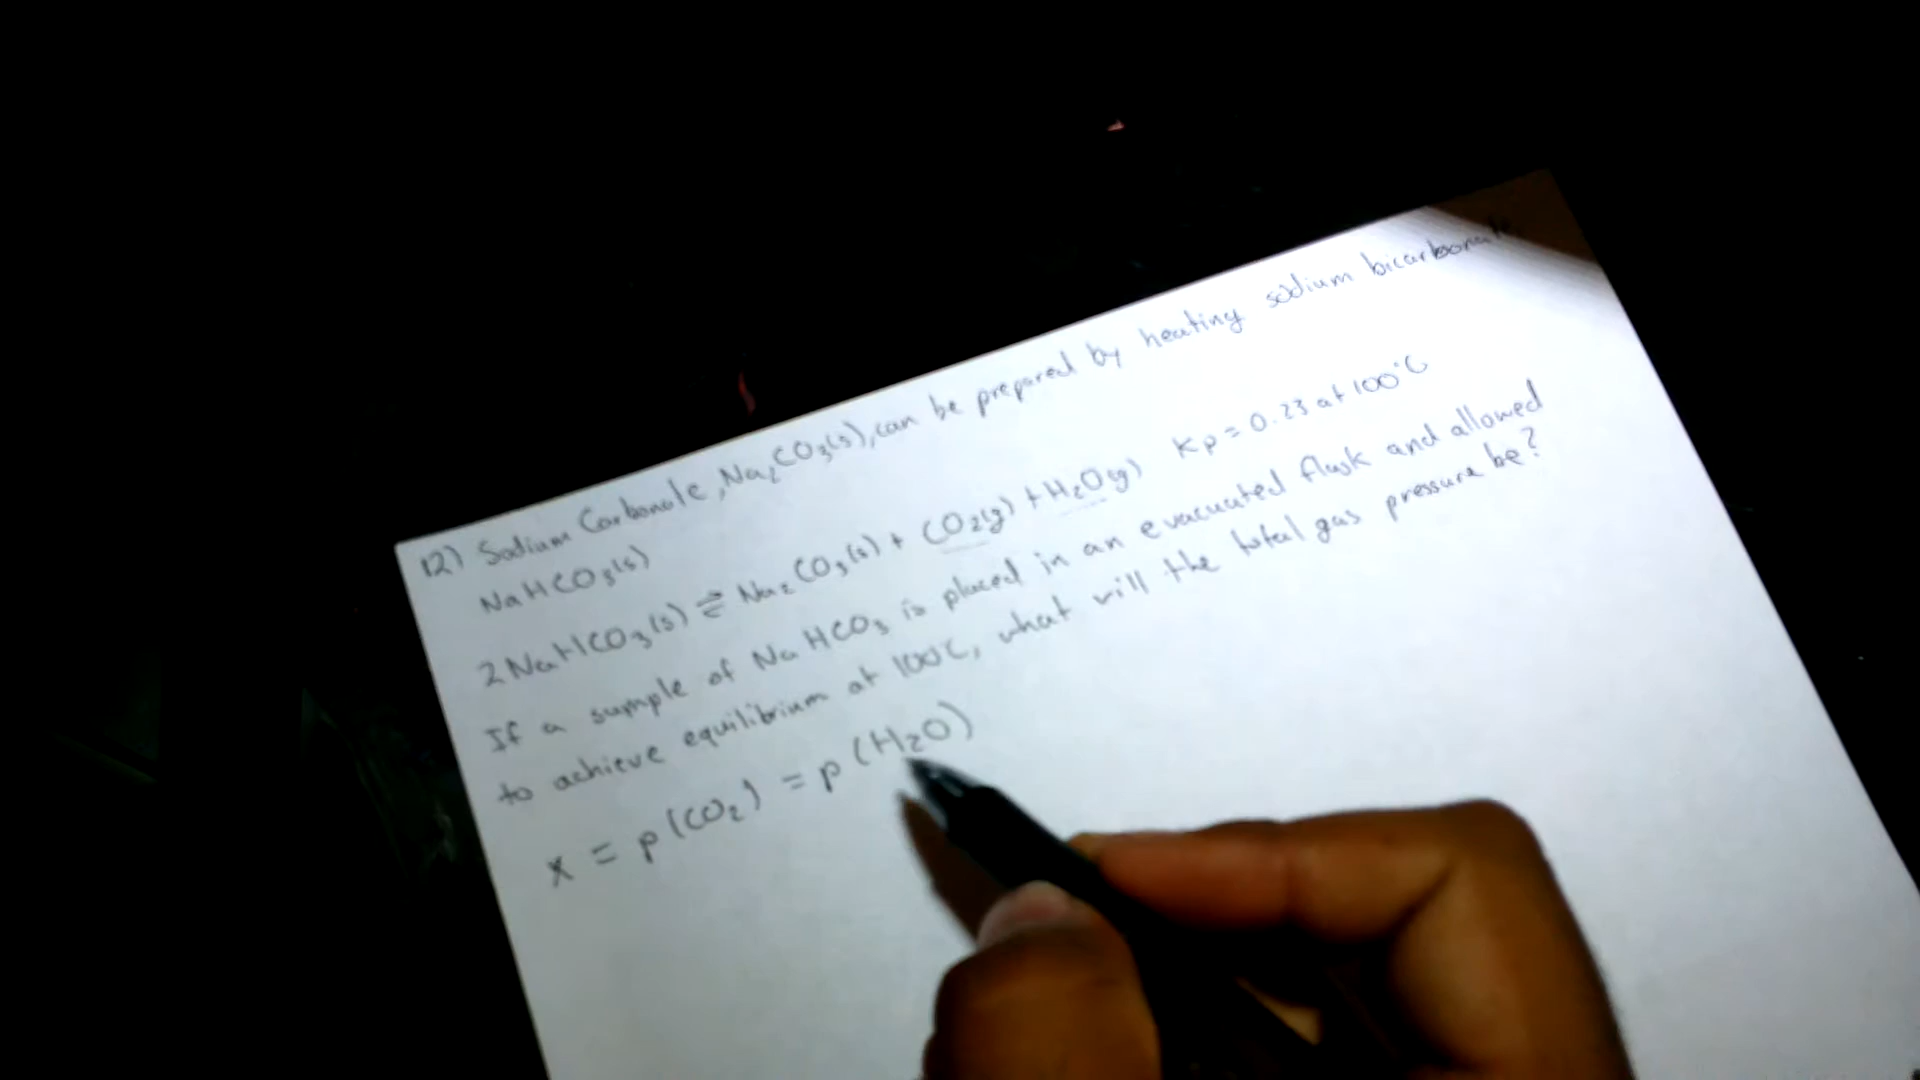 12) Sodium Carbonate, Na₂CO₃(s), can be prepared by heating sodium bicarbonate,
NaHCO₃(s)
2NaHCO₃(s) ⇌ Na₂CO₃(s) + CO₂(g) + H₂O(g) Kp = 0.23 at 100°C
If a sample of NaHCO₃ is placed in an evacuated flask and allowed
to achieve equilibrium at 100°C, what will the total gas pressure be?
x = p(CO₂) = p(H₂O)